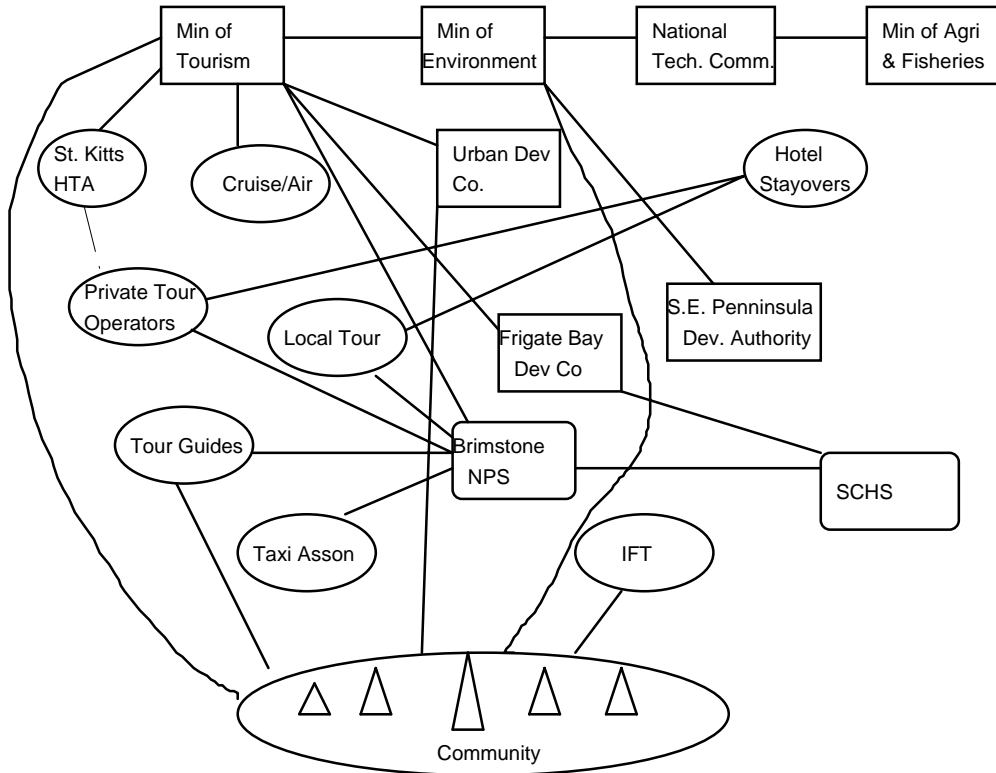 Min of
Tourism
Min of
Environment
National
Tech. Comm.
Min of Agri
& Fisheries
St. Kitts
HTA
Cruise/Air
Urban Dev
Co.
Hotel
Stayovers
Private Tour
Operators
Local Tour
Frigate Bay
Dev Co
S.E. Penninsula
Dev. Authority
Tour Guides
Brimstone
NPS
SCHS
Taxi Asson
IFT
Community